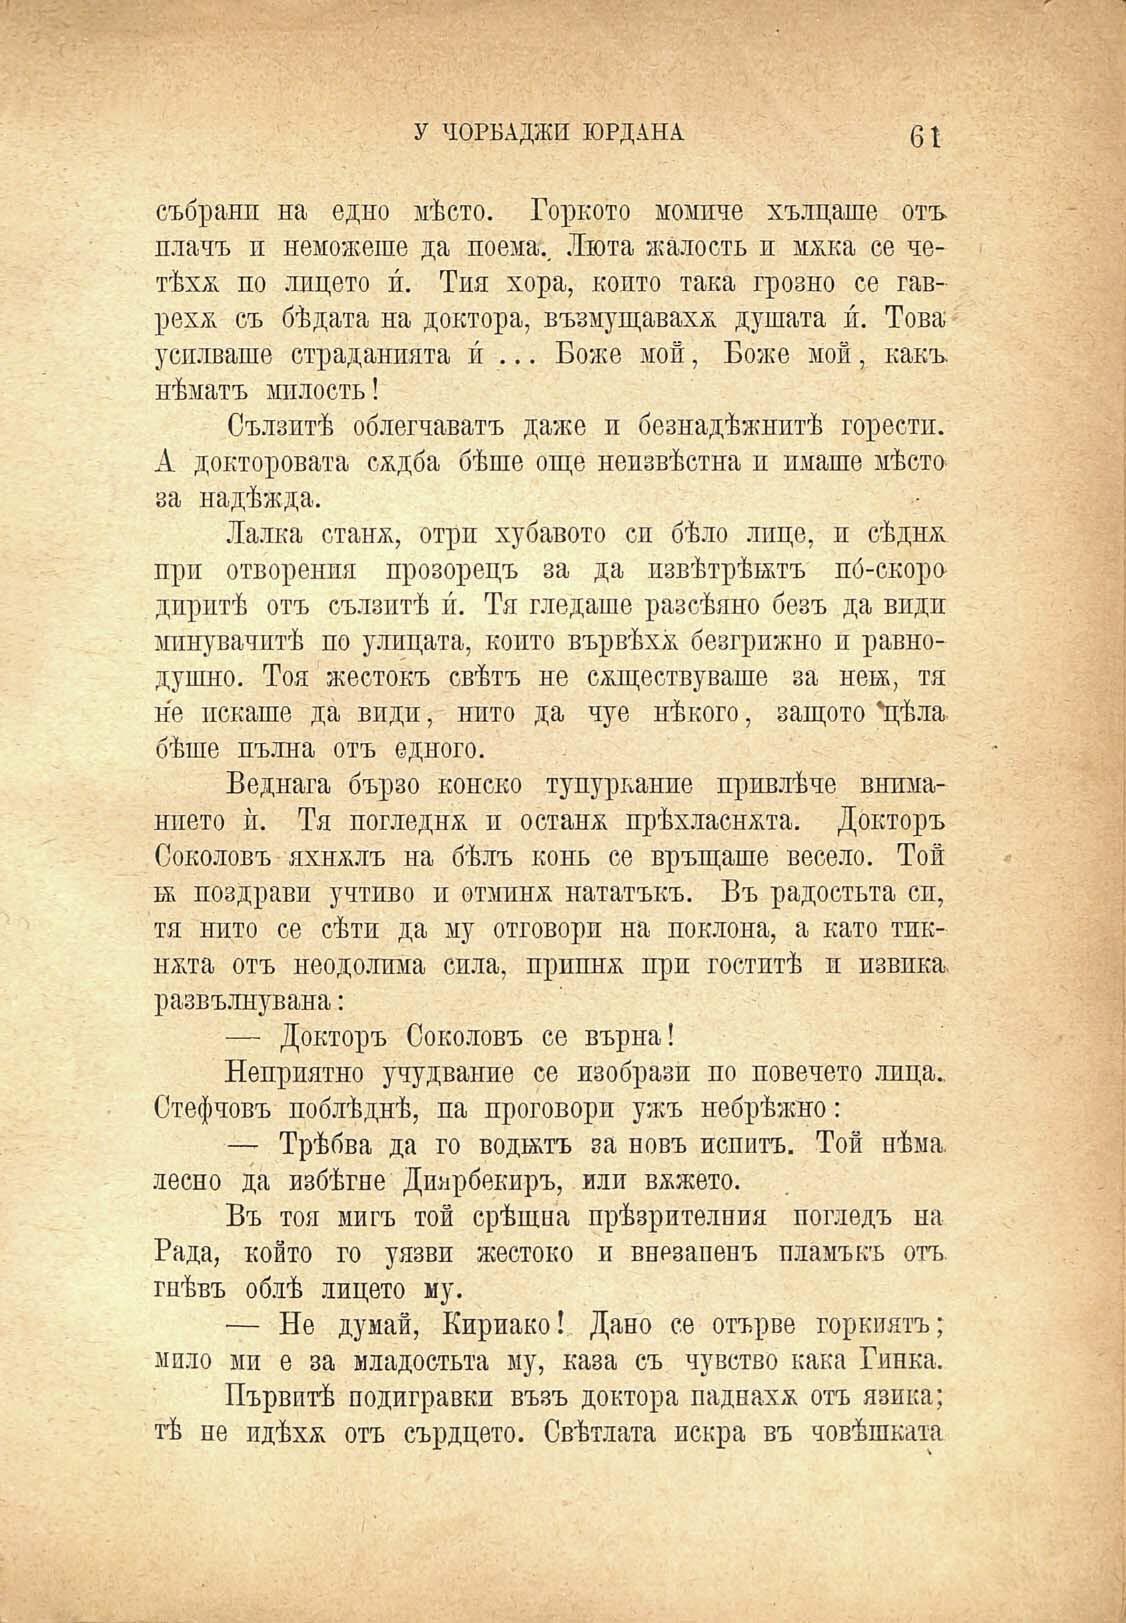 У ЧОРБАДЖИ ЮРДАНА 61
събрани на едно мѣсто. Горкото момиче хълцаше отъ
плачъ и неможеше да поема. Люта жалость и мѫка се че-
тѣхѫ по лицето ѝ. Тия хора, които така грозно се гав-
рехѫ съ бѣдата на доктора, възмущавахѫ душата ѝ. Това
усилваше страданията ѝ ... Боже мой, Боже мой, какъ
нѣматъ милость!
Сълзитѣ облегчаватъ даже и безнадѣжнитѣ горести.
А докторовата сѫдба бѣше още неизвѣстна и имаше мѣсто
за надѣжда.
Лалка станѫ, отри хубавото си бѣло лице, и сѣднѫ
при отворения прозорецъ за да извѣтрѣѭтъ по́-скоро
диритѣ отъ сълзитѣ ѝ. Тя гледаше разсѣяно безъ да види
минувачитѣ по улицата, които вървѣхѫ безгрижно и равно-
душно. Тоя жестокъ свѣтъ не сѫществуваше за неѭ, тя
не искаше да види, нито да чуе нѣкого, защото цѣла
бѣше пълна отъ едного.
Веднага бързо конско тупуркание привлѣче внима-
нието ѝ. Тя погледнѫ и останѫ прѣхласнѫта. Докторъ
Соколовъ яхнѫлъ на бѣлъ конь се връщаше весело. Той
ѭ поздрави учтиво и отминѫ нататъкъ. Въ радостьта си,
тя нито се сѣти да му отговори на поклона, а като тик-
нѫта отъ неодолима сила, припнѫ при гоститѣ и извика
развълнувана:
— Докторъ Соколовъ се върна!
Неприятно учудвание се изобрази по повечето лица.
Стефчовъ поблѣднѣ, па проговори ужъ небрѣжно:
— Трѣбва да го водѭтъ за новъ испитъ. Той нѣма
лесно да избѣгне Диярбекиръ, или вѫжето.
Въ тоя мигъ той срѣщна прѣзрителния погледъ на
Рада, който го уязви жестоко и внезапенъ пламъкъ отъ
гнѣвъ облѣ лицето му.
— Не думай, Кириако! Дано се отърве горкиятъ;
мило ми е за младостьта му, каза съ чувство кака Гинка.
Първитѣ подигравки възъ доктора паднахѫ отъ язика;
тѣ не идѣхѫ отъ сърдцето. Свѣтлата искра въ човѣшката